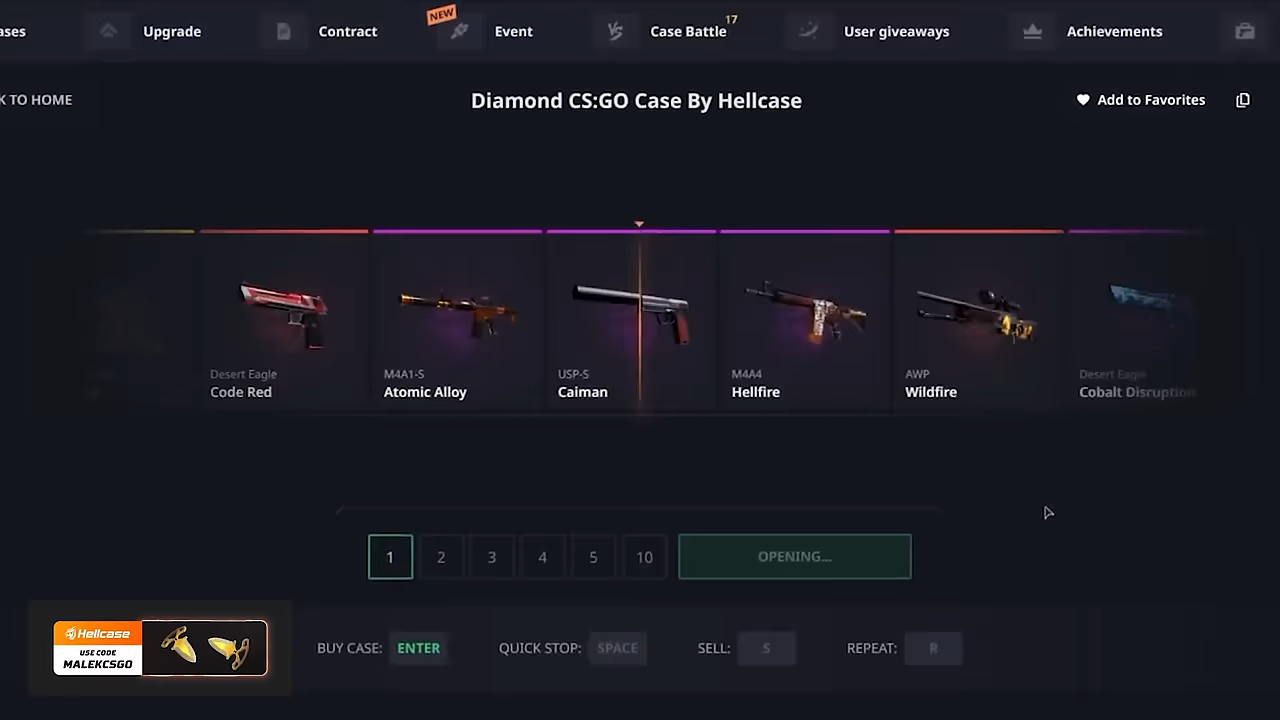 ases
Upgrade
Contract
NEW
Event
Case Battle
17
User giveaways
Achievements
K TO HOME
Diamond CS:GO Case By Hellcase
Add to Favorites
Desert Eagle
Code Red
M4A1-S
Atomic Alloy
USP-S
Caiman
M4A4
Hellfire
AWP
Wildfire
Desert Eagle
Cobalt Disruption
1
2
3
4
5
10
OPENING...
Hellcase
USE CODE
MALEKCSGO
BUY CASE: ENTER
QUICK STOP: SPACE
SELL: S
REPEAT: R